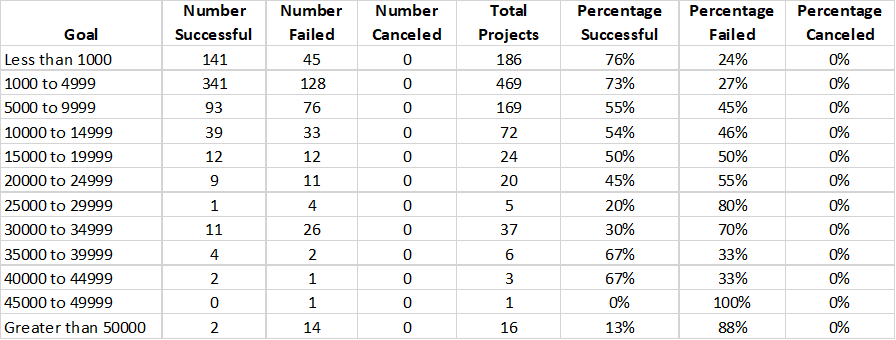 Goal Number Successful Number Failed Number Canceled Total Projects Percentage Successful Percentage Failed Percentage Canceled
Less than 1000 141 45 0 186 76% 24% 0%
1000 to 4999 341 128 0 469 73% 27% 0%
5000 to 9999 93 76 0 169 55% 45% 0%
10000 to 14999 39 33 0 72 54% 46% 0%
15000 to 19999 12 12 0 24 50% 50% 0%
20000 to 24999 9 11 0 20 45% 55% 0%
25000 to 29999 1 4 0 5 20% 80% 0%
30000 to 34999 11 26 0 37 30% 70% 0%
35000 to 39999 4 2 0 6 67% 33% 0%
40000 to 44999 2 1 0 3 67% 33% 0%
45000 to 49999 0 1 0 1 0% 100% 0%
Greater than 50000 2 14 0 16 13% 88% 0%